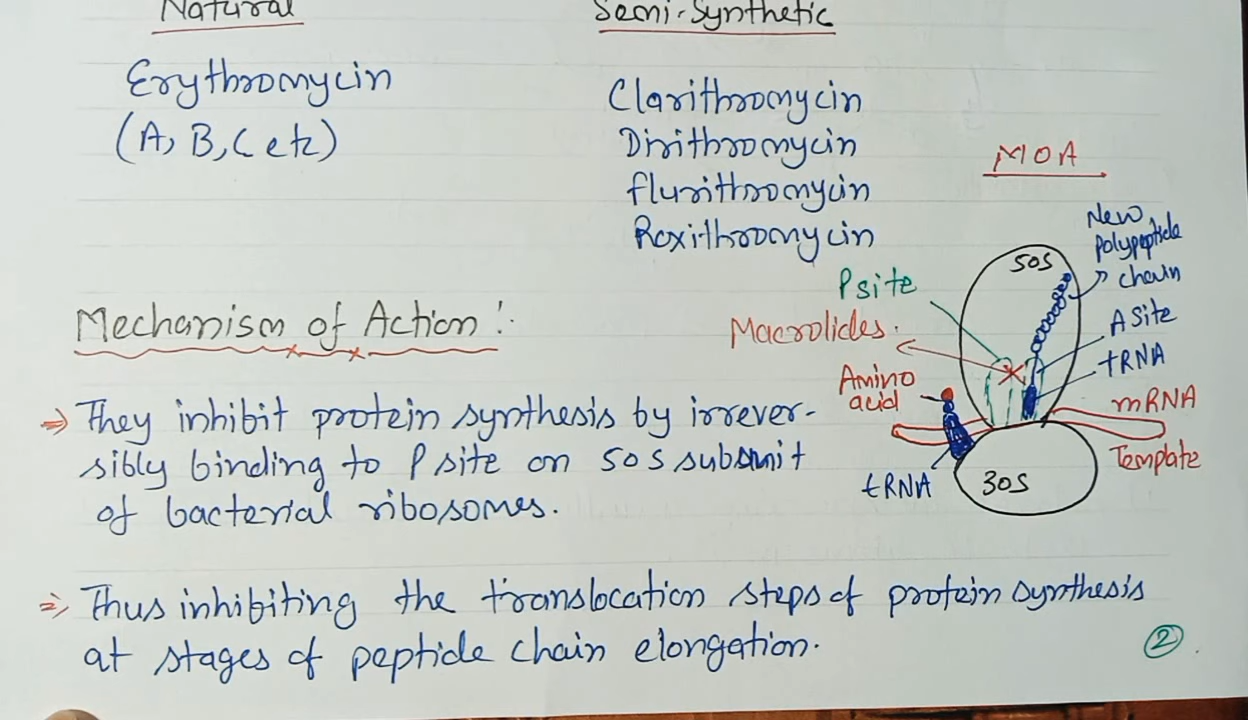 Natural
Semi-Synthetic
Erythromycin
(A, B, C etc)
Clarithromycin
Dirithromycin
flurithromycin
Roxithromycin
MOA
New
polypeptide
chain
50S
P site
A site
Macrolides.
tRNA
Amino
acid
mRNA
Template
tRNA
30S
Mechanism of Action :-
⇒ They inhibit protein synthesis by irrever-
sibly binding to P site on 50S subunit
of bacterial ribosomes.
⇒ Thus inhibiting the translocation steps of protein synthesis
at stages of peptide chain elongation.
2